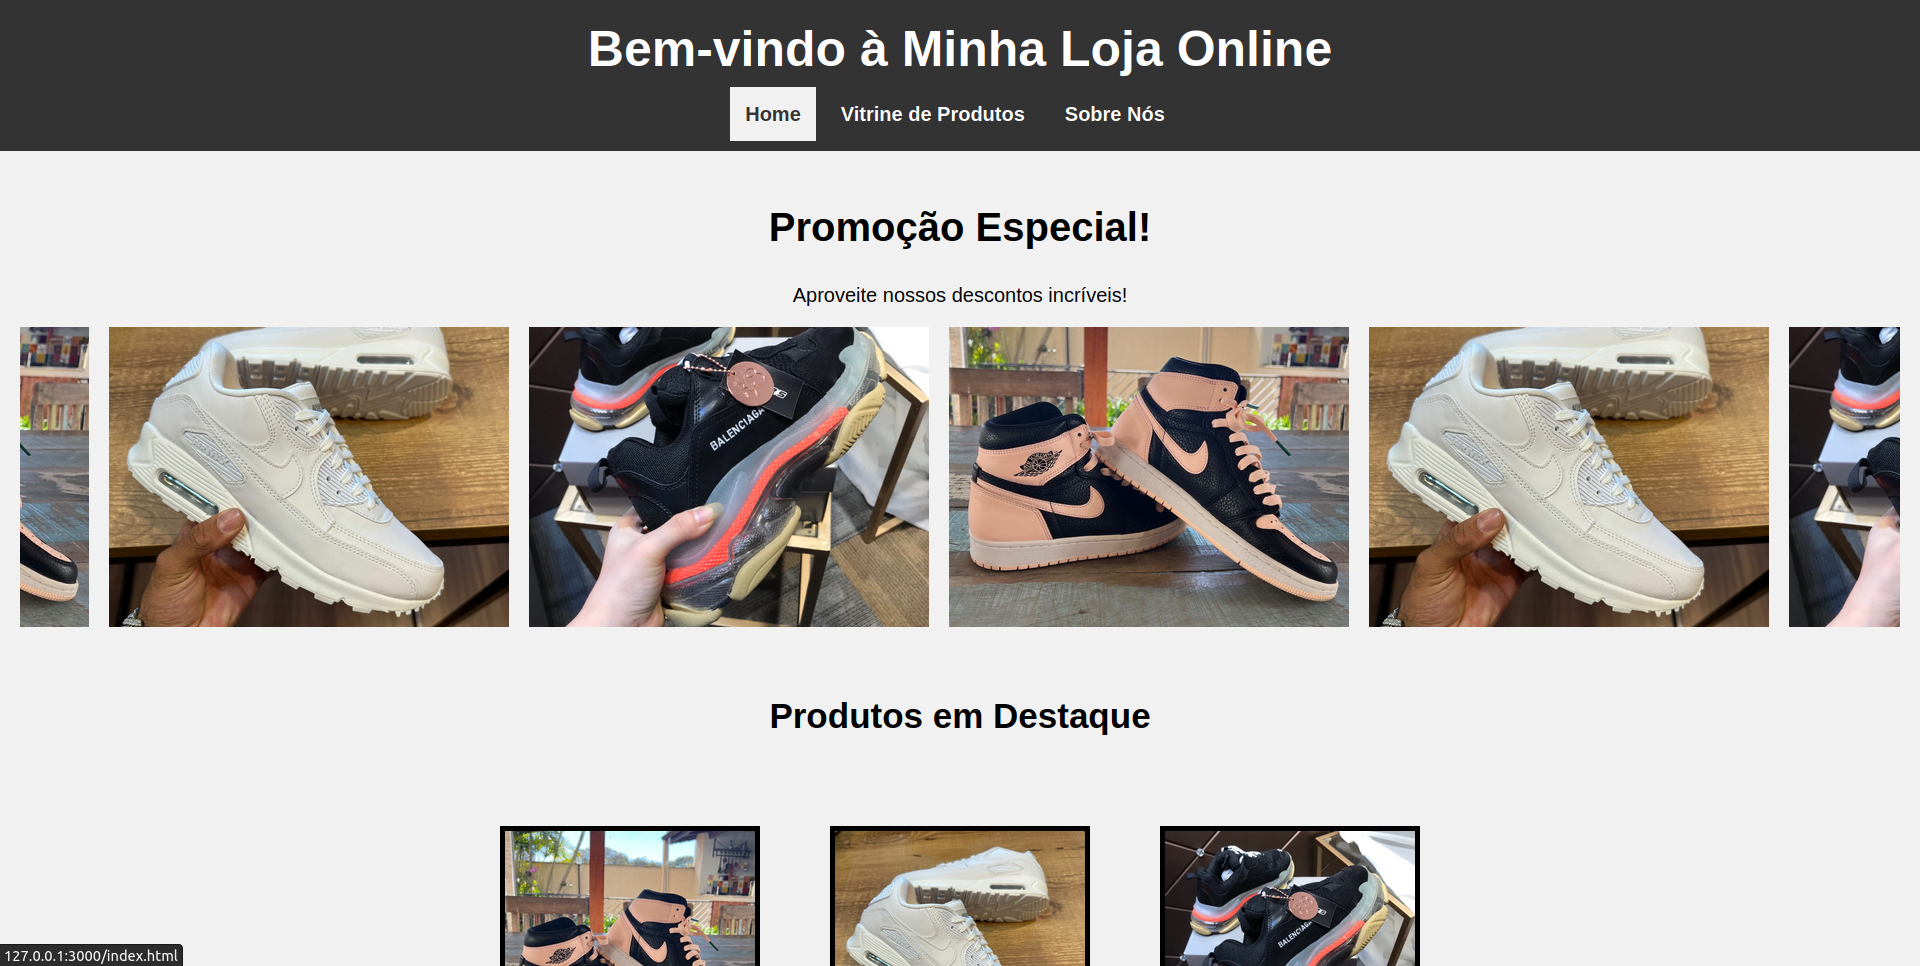 Bem-vindo à Minha Loja Online
Home Vitrine de Produtos Sobre Nós
Promoção Especial!
Aproveite nossos descontos incríveis!
BALENCIAGA
Produtos em Destaque
BALENCIAGA
127.0.0.1:3000/index.html